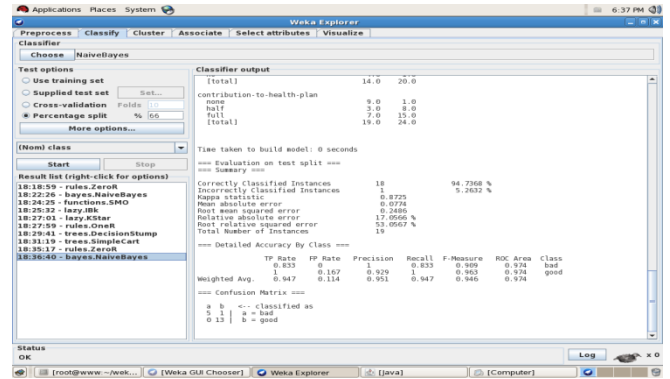 Applications Places System 6:37 PM
Weka Explorer
Preprocess Classify Cluster Associate Select attributes Visualize
Classifier
Choose NaiveBayes
Test options
Use training set
Supplied test set Set...
Cross-validation Folds 10
Percentage split % 66
More options...
(Nom) class
Start Stop
Result list (right-click for options)
18:18:59 - rules.ZeroR
18:22:26 - bayes.NaiveBayes
18:24:25 - functions.SMO
18:25:32 - lazy.IBk
18:27:01 - lazy.KStar
18:27:59 - rules.OneR
18:29:41 - trees.DecisionStump
18:31:19 - trees.SimpleCart
18:35:17 - rules.ZeroR
18:36:40 - bayes.NaiveBayes
Classifier output
[total] 14.0 20.0
contribution-to-health-plan
none 9.0 1.0
half 3.0 8.0
full 7.0 15.0
[total] 19.0 24.0
Time taken to build model: 0 seconds
=== Evaluation on test split ===
=== Summary ===
Correctly Classified Instances 18 94.7368 %
Incorrectly Classified Instances 1 5.2632 %
Kappa statistic 0.8725
Mean absolute error 0.0774
Root mean squared error 0.2486
Relative absolute error 17.0566 %
Root relative squared error 53.0567 %
Total Number of Instances 19
=== Detailed Accuracy By Class ===
TP Rate FP Rate Precision Recall F-Measure ROC Area Class
0.833 0 1 0.833 0.909 0.974 bad
1 0.167 0.929 1 0.963 0.974 good
Weighted Avg. 0.947 0.114 0.951 0.947 0.946 0.974
=== Confusion Matrix ===
a b <-- classified as
5 1 | a = bad
0 13 | b = good
Status
OK
Log x 0
[root@www:~/wek... [Weka GUI Chooser] Weka Explorer [Java] [Computer]